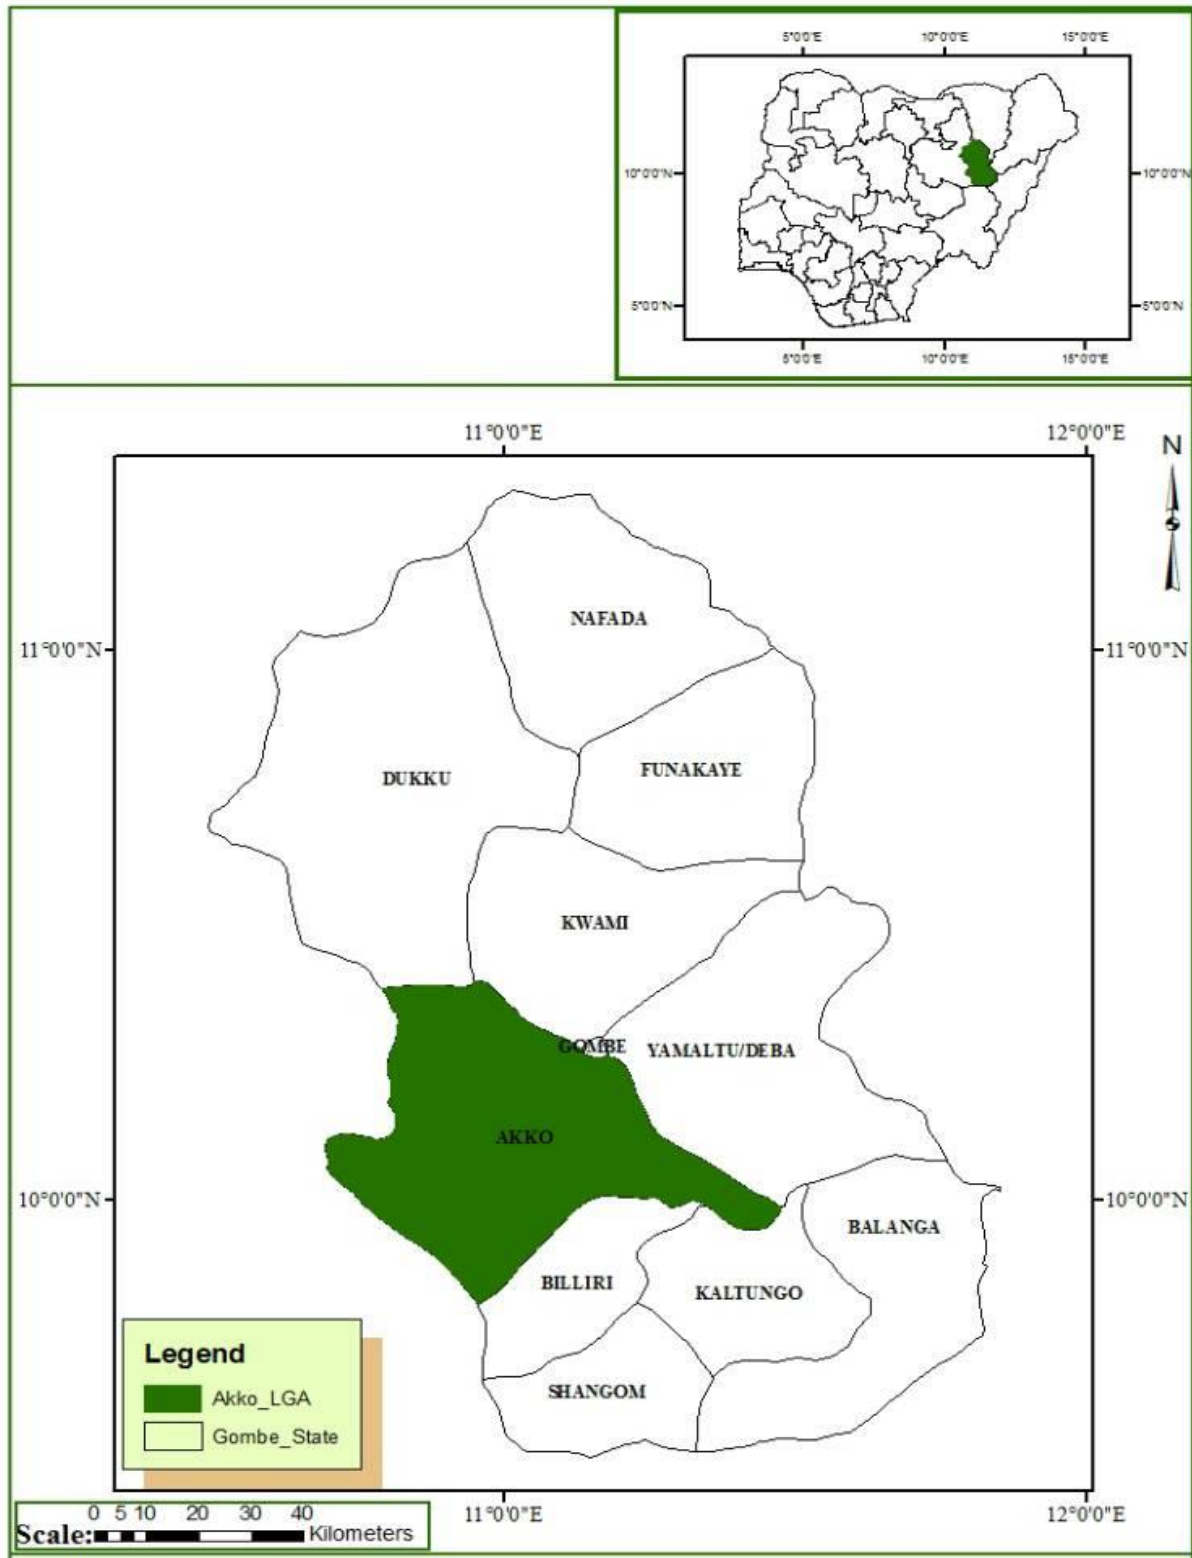 5°0'0"E 10°0'0"E 15°0'0"E
10°0'0"N 10°0'0"N
5°0'0"N 5°0'0"N
5°0'0"E 10°0'0"E 15°0'0"E
11°0'0"E 12°0'0"E
N
NAFADA
11°0'0"N 11°0'0"N
FUNAKAYE
DUKKU
KWAMI
GOMBE YAMALTU/DEBA
AKKO
10°0'0"N 10°0'0"N
BALANGA
BILLIRI KALTUNGO
SHANGOM
Legend
Akko_LGA
Gombe_State
11°0'0"E 12°0'0"E
0 5 10 20 30 40
Scale: Kilometers